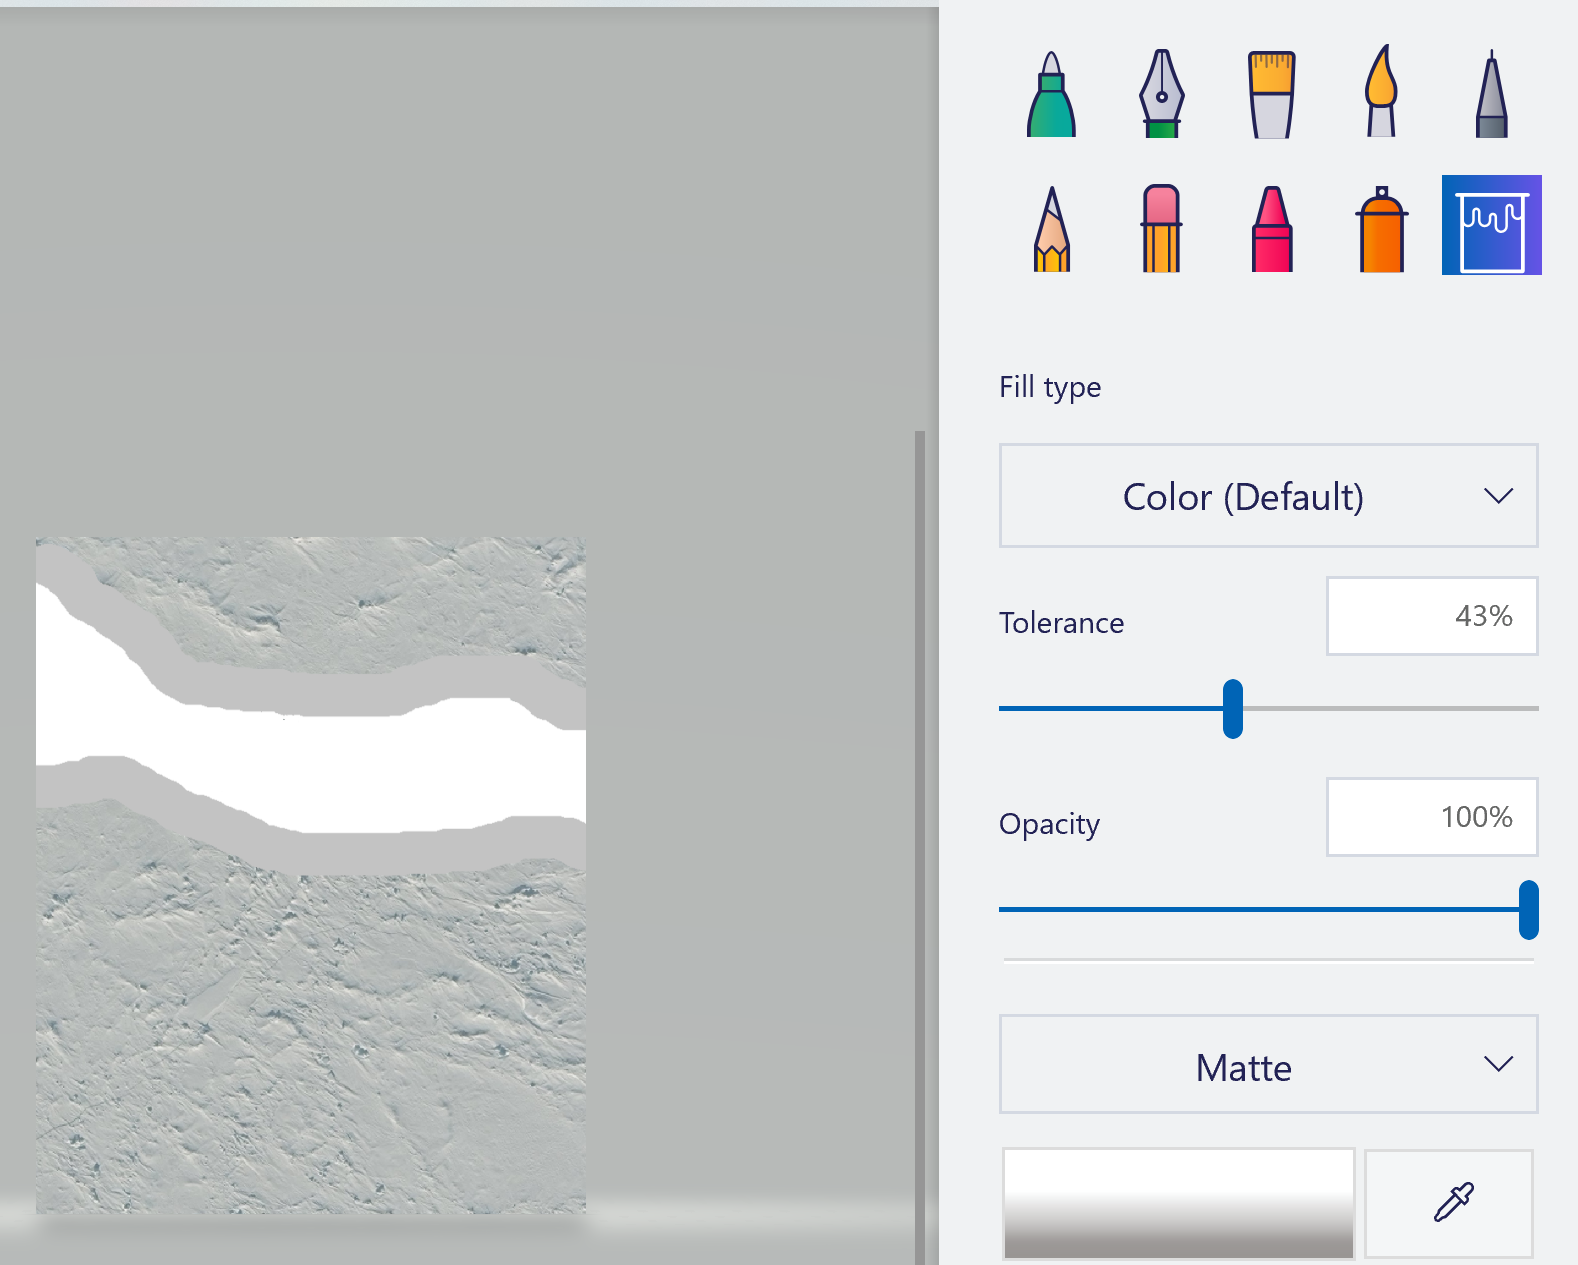 Fill type
Color (Default)
Tolerance
43%
Opacity
100%
Matte